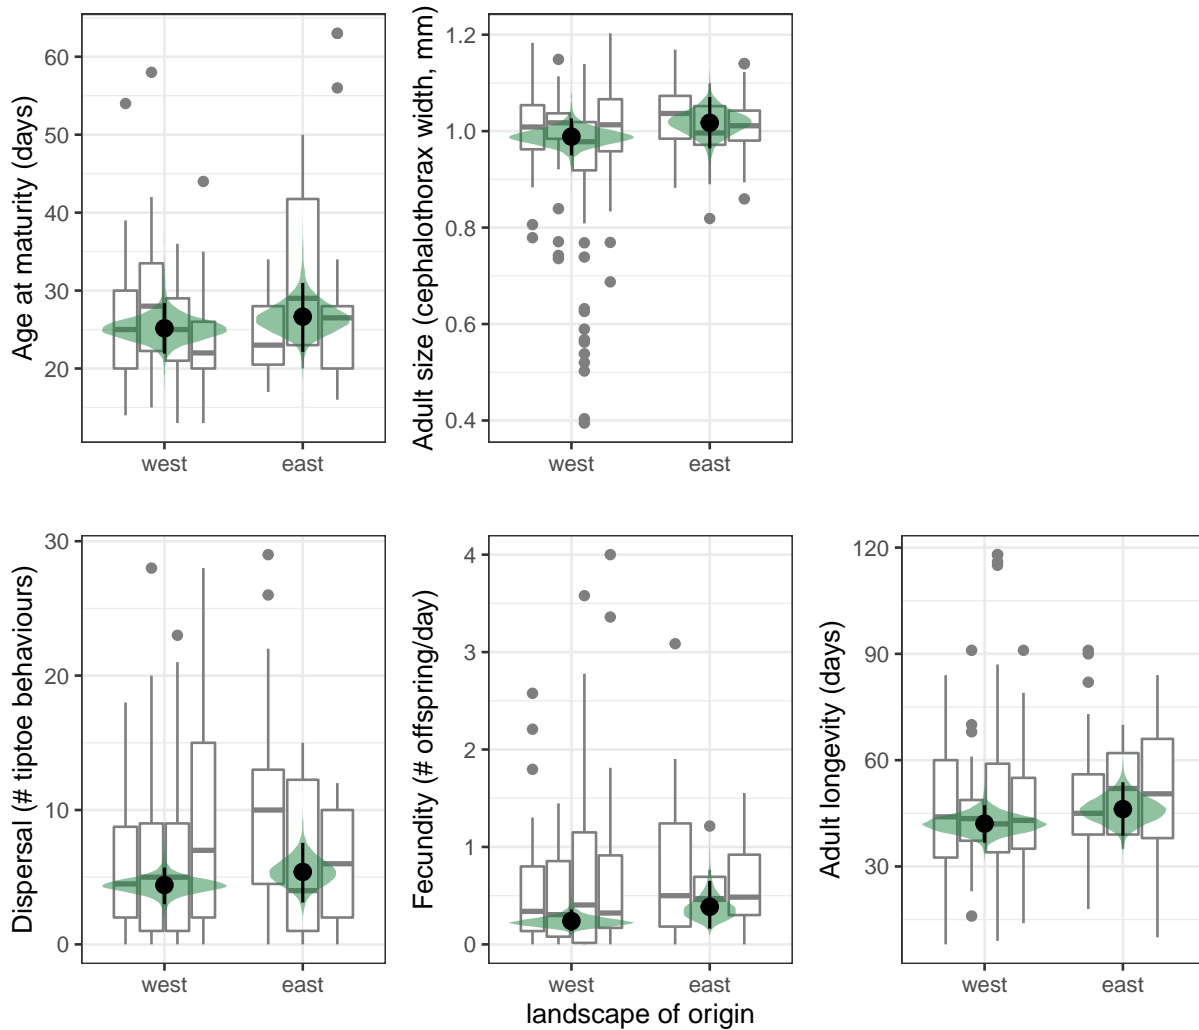 Age at maturity (days)
60
50
40
30
20
west
east
Adult size (cephalothorax width, mm)
1.2
1.0
0.8
0.6
0.4
west
east
Dispersal (# tiptoe behaviours)
30
20
10
0
west
east
Fecundity (# offspring/day)
4
3
2
1
0
west
east
Adult longevity (days)
120
90
60
30
west
east
landscape of origin